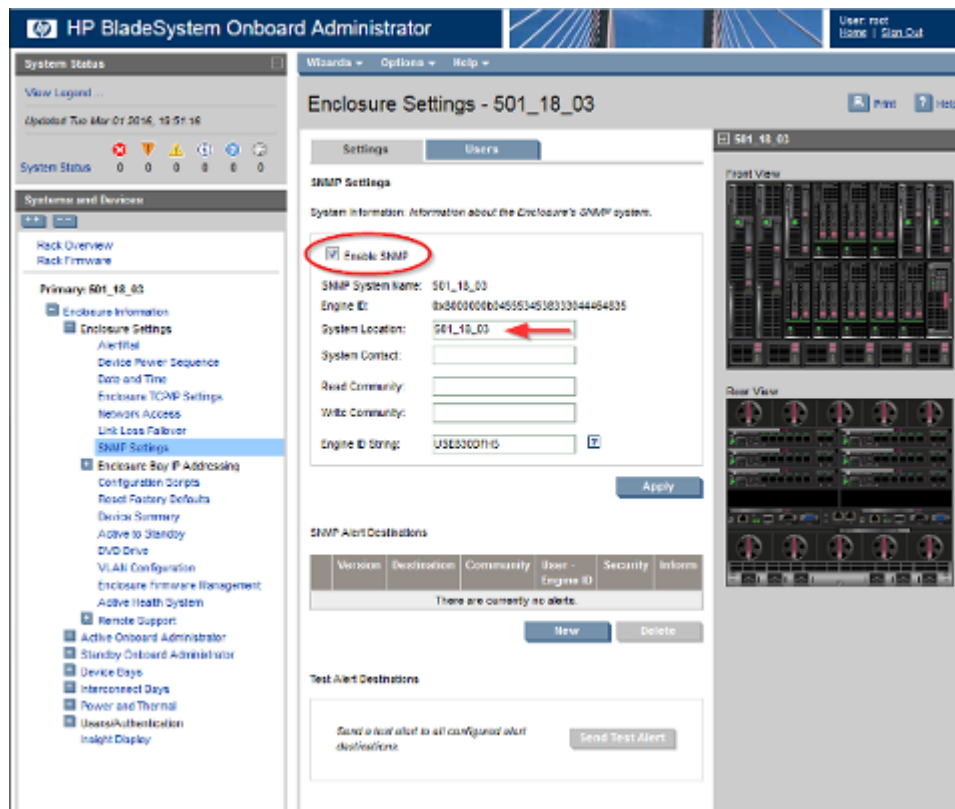 HP BladeSystem Onboard Administrator
User: root
Home | Sign Out
System Status
View Legend ...
Updated Tue Mar 01 2016, 
System Status 0 0 0 0 0 0
Systems and Devices
Rack Overview
Rack Firmware
Primary: 501_18_03
Enclosure Information
Enclosure Settings
AlertMail
Device Power Sequence
Date and Time
Enclosure TCP/IP Settings
Network Access
Link Loss Failover
SNMP Settings
Enclosure Bay IP Addressing
Configuration Scripts
Reset Factory Defaults
Device Summary
Active to Standby
DVD Drive
VLAN Configuration
Enclosure Firmware Management
Active Health System
Remote Support
Active Onboard Administrator
Standby Onboard Administrator
Device Bays
Interconnect Bays
Power and Thermal
Users/Authentication
Insight Display
Wizards Options Help
Enclosure Settings - 501_18_03
Print Help
Settings Users
SNMP Settings
System Information: Information about the Enclosure's SNMP system.
Enable SNMP
SNMP System Name: 501_18_03
Engine ID:
System Location: 501_18_03
System Contact:
Read Community:
Write Community:
Engine ID String:
Apply
SNMP Alert Destinations
Version Destination Community User - Engine ID Security Inform
There are currently no alerts.
New Delete
Test Alert Destinations
Send a test alert to all configured alert
destinations.
Send Test Alert
501_18_03
Front View
Rear View